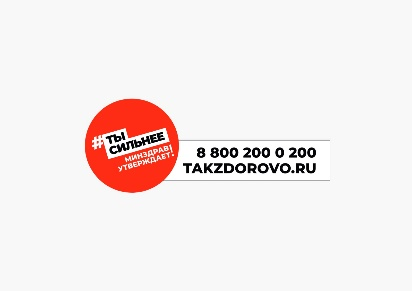 #ТЫ
СИЛЬНЕЕ
МИНЗДРАВ
УТВЕРЖДАЕТ!
8 800 200 0 200
TAKZDOROVO.RU